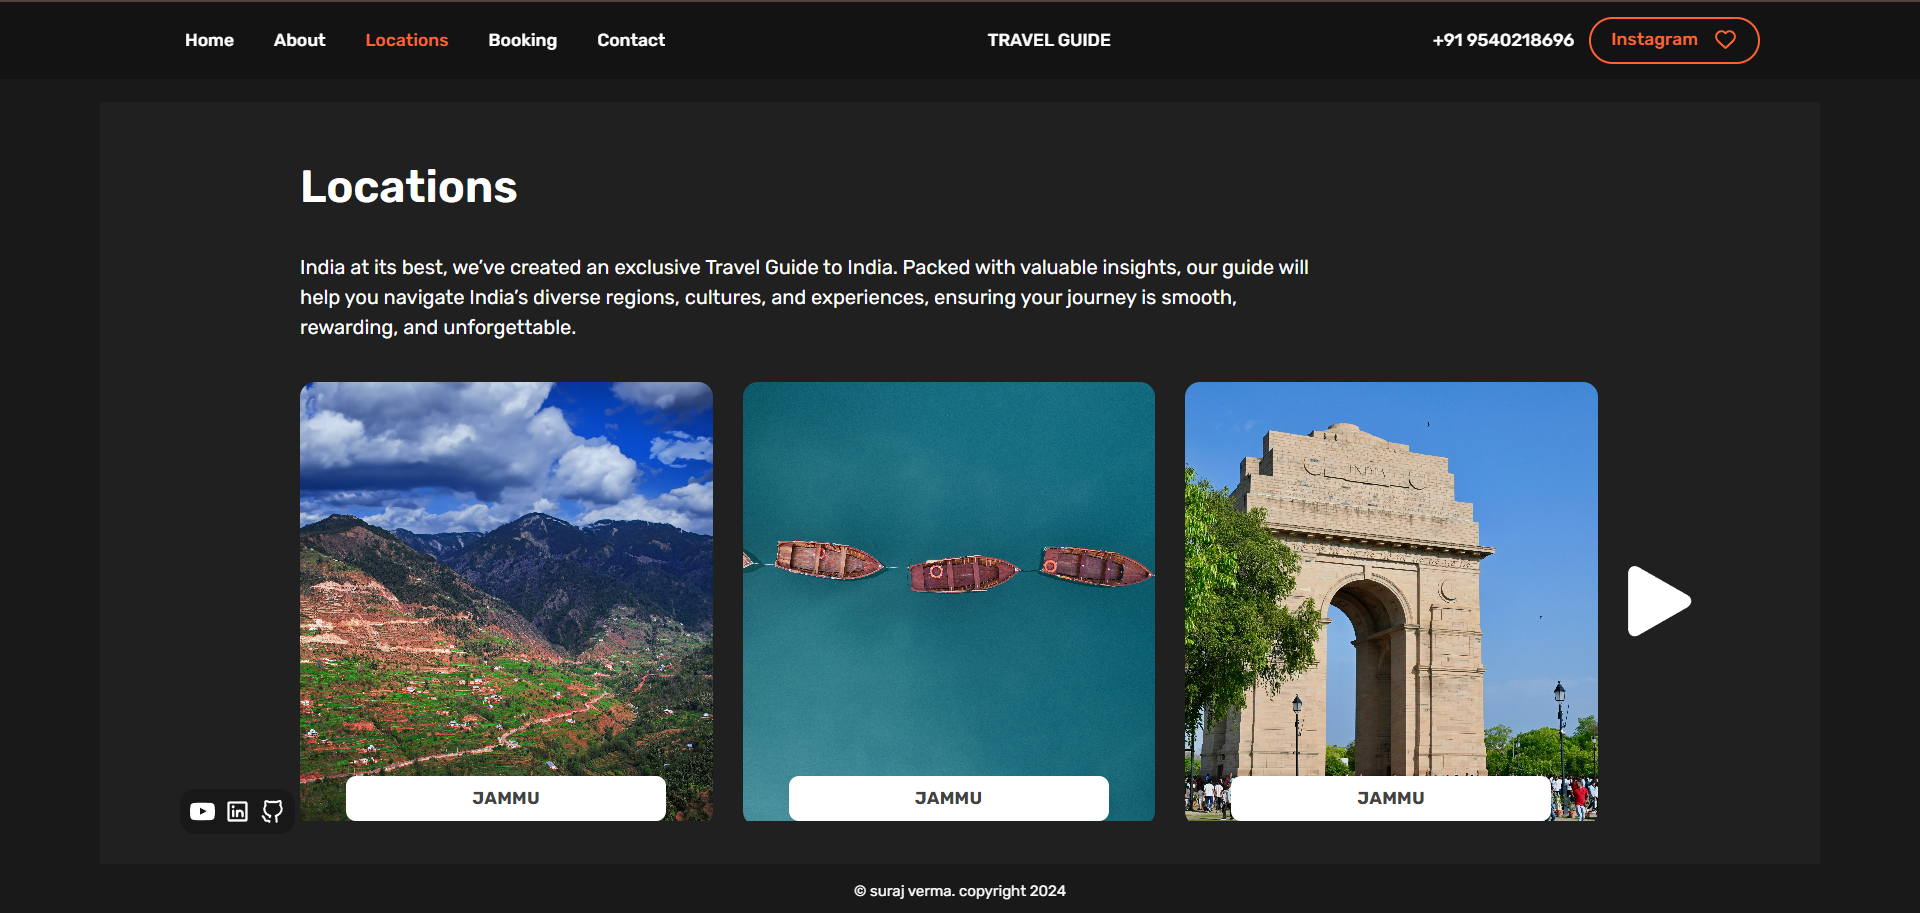 Home About Locations Booking Contact TRAVEL GUIDE +91 9540218696 Instagram
Locations
India at its best, we’ve created an exclusive Travel Guide to India. Packed with valuable insights, our guide will
help you navigate India’s diverse regions, cultures, and experiences, ensuring your journey is smooth,
rewarding, and unforgettable.
INDIA
JAMMU JAMMU JAMMU
in
© suraj verma. copyright 2024